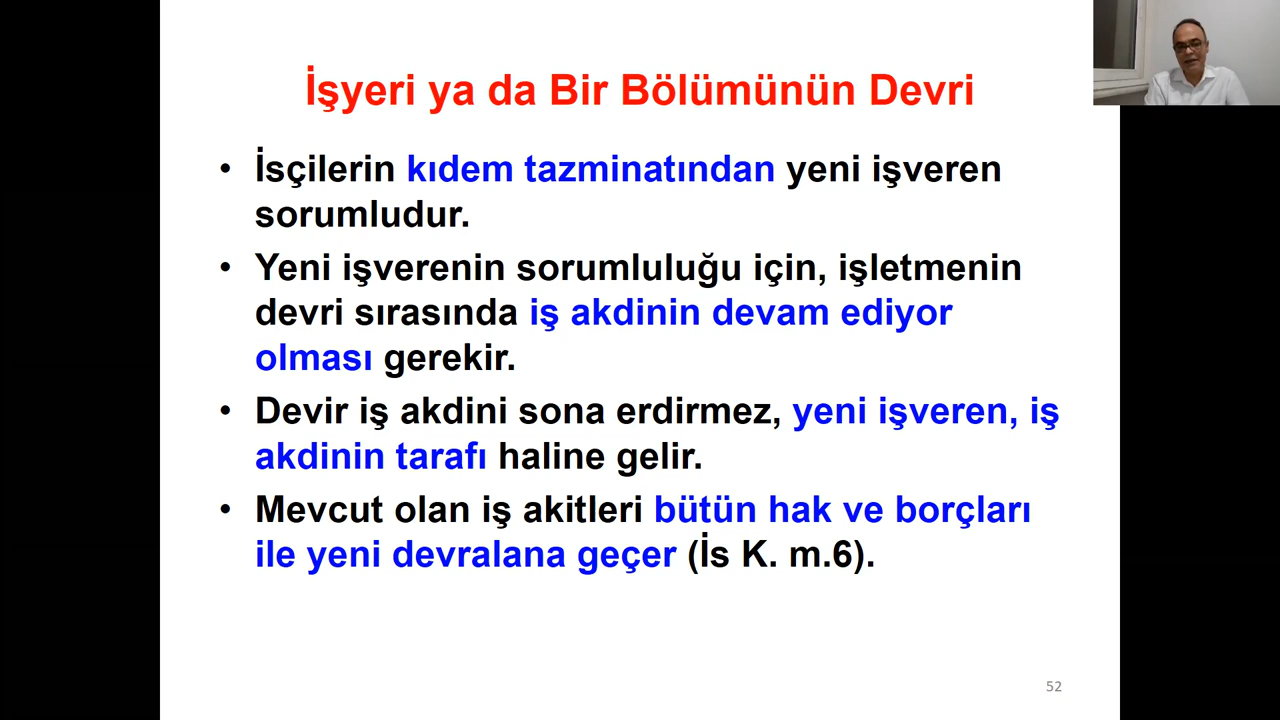 İşyeri ya da Bir Bölümünün Devri
• İsçilerin kıdem tazminatından yeni işveren
sorumludur.
• Yeni işverenin sorumluluğu için, işletmenin
devri sırasında iş akdinin devam ediyor
olması gerekir.
• Devir iş akdini sona erdirmez, yeni işveren, iş
akdinin tarafı haline gelir.
• Mevcut olan iş akitleri bütün hak ve borçları
ile yeni devralana geçer (İs K. m.6).
52